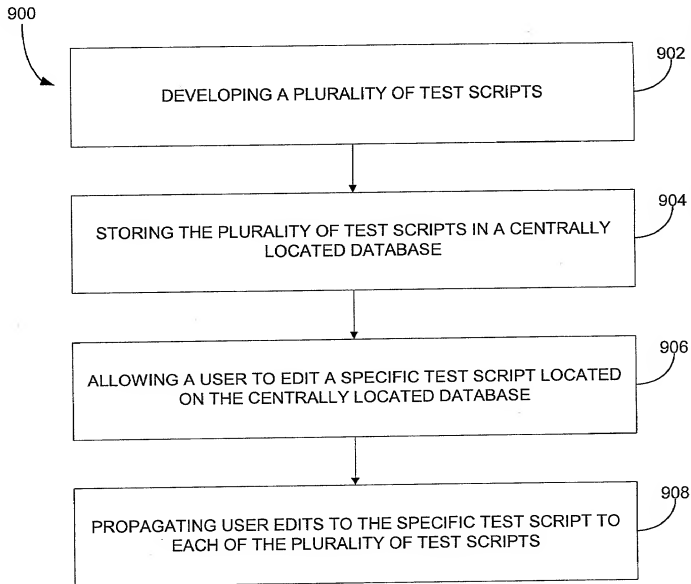 900
902
DEVELOPING A PLURALITY OF TEST SCRIPTS
904
STORING THE PLURALITY OF TEST SCRIPTS IN A CENTRALLY
LOCATED DATABASE
906
ALLOWING A USER TO EDIT A SPECIFIC TEST SCRIPT LOCATED
ON THE CENTRALLY LOCATED DATABASE
908
PROPAGATING USER EDITS TO THE SPECIFIC TEST SCRIPT TO
EACH OF THE PLURALITY OF TEST SCRIPTS